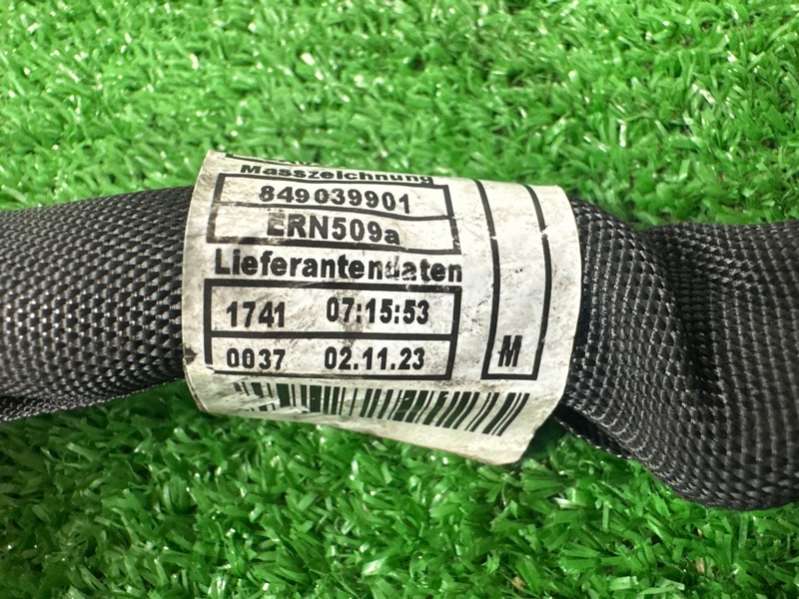 Masszeichnung
849039901
ERN509a
Lieferantendaten
1741 07:15:53
0037 02.11.23
M